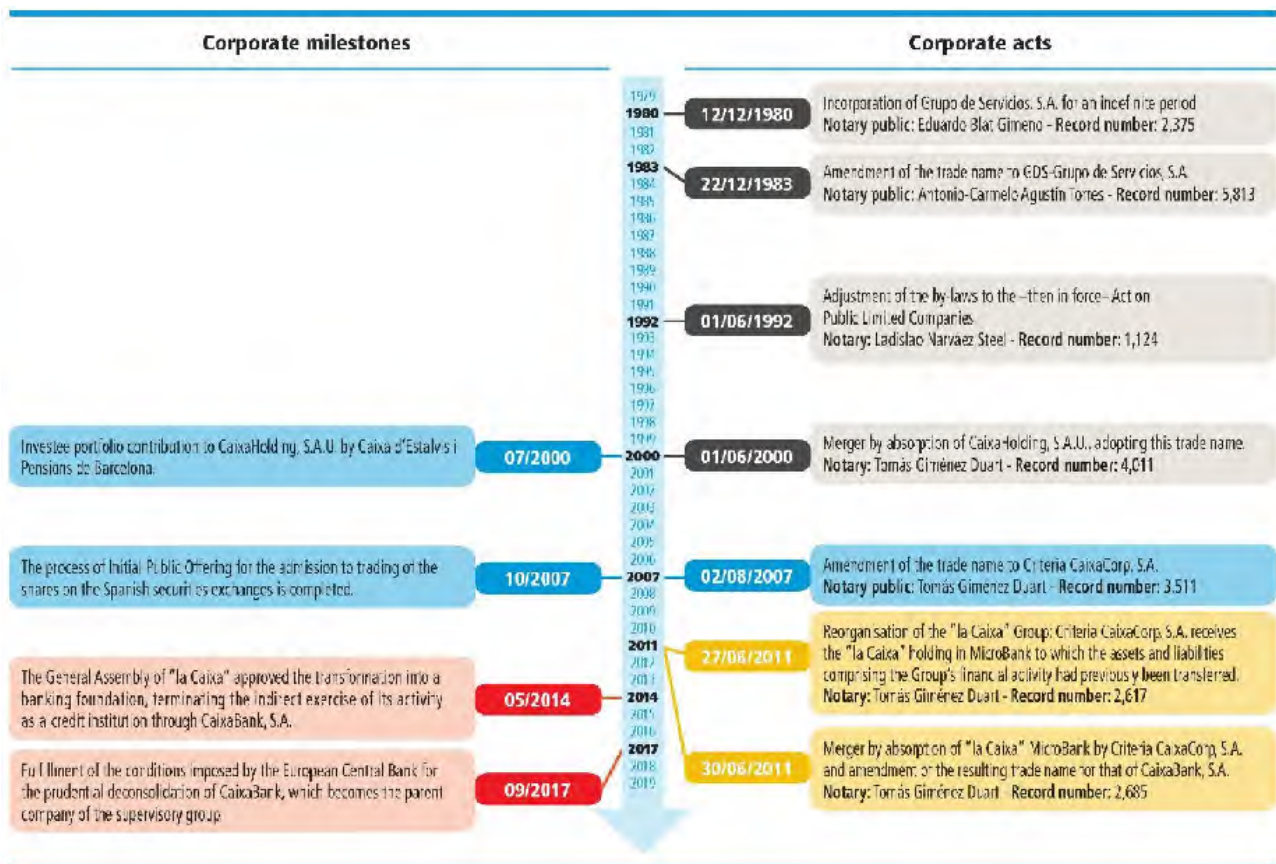 Corporate milestones
Investee portfolio contribution to CaixaHolding, S.A.U. by Caixa d'Estalvis i
Pensions de Barcelona.
07/2000
The process of Initial Public Offering for the admission to trading of the
shares on the Spanish securities exchanges is completed.
10/2007
The General Assembly of "la Caixa" approved the transformation into a
banking foundation, terminating the indirect exercise of its activity
as a credit institution through CaixaBank, S.A.
05/2014
Fulfillment of the conditions imposed by the European Central Bank for
the prudential deconsolidation of CaixaBank, which becomes the parent
company of the supervisory group
09/2017
1979
1980
1981
1982
1983
1984
1985
1986
1987
1988
1989
1990
1991
1992
1993
1994
1995
1996
1997
1998
1999
2000
2001
2002
2003
2004
2005
2006
2007
2008
2009
2010
2011
2012
2013
2014
2015
2016
2017
2018
2019
Corporate acts
12/12/1980
Incorporation of Grupo de Servicios, S.A. for an indefinite period
Notary public: Eduardo Blat Gimeno - Record number: 2,375
22/12/1983
Amendment of the trade name to GDS-Grupo de Servicios, S.A.
Notary public: Antonio-Carmelo Agustín Torres - Record number: 5,813
01/06/1992
Adjustment of the by-laws to the –then in force– Act on
Public Limited Companies
Notary: Ladislao Narváez Steel - Record number: 1,124
01/06/2000
Merger by absorption of CaixaHolding, S.A.U., adopting this trade name.
Notary: Tomás Giménez Duart - Record number: 4,011
02/08/2007
Amendment of the trade name to Criteria CaixaCorp, S.A.
Notary public: Tomás Giménez Duart - Record number: 3.511
27/06/2011
Reorganisation of the "la Caixa" Group: Criteria CaixaCorp, S.A. receives
the "la Caixa" holding in MicroBank to which the assets and liabilities
comprising the Group's financial activity had previously been transferred.
Notary: Tomás Giménez Duart - Record number: 2,617
30/06/2011
Merger by absorption of "la Caixa" MicroBank by Criteria CaixaCorp, S.A.
and amendment of the resulting trade name for that of CaixaBank, S.A.
Notary: Tomás Giménez Duart - Record number: 2,685